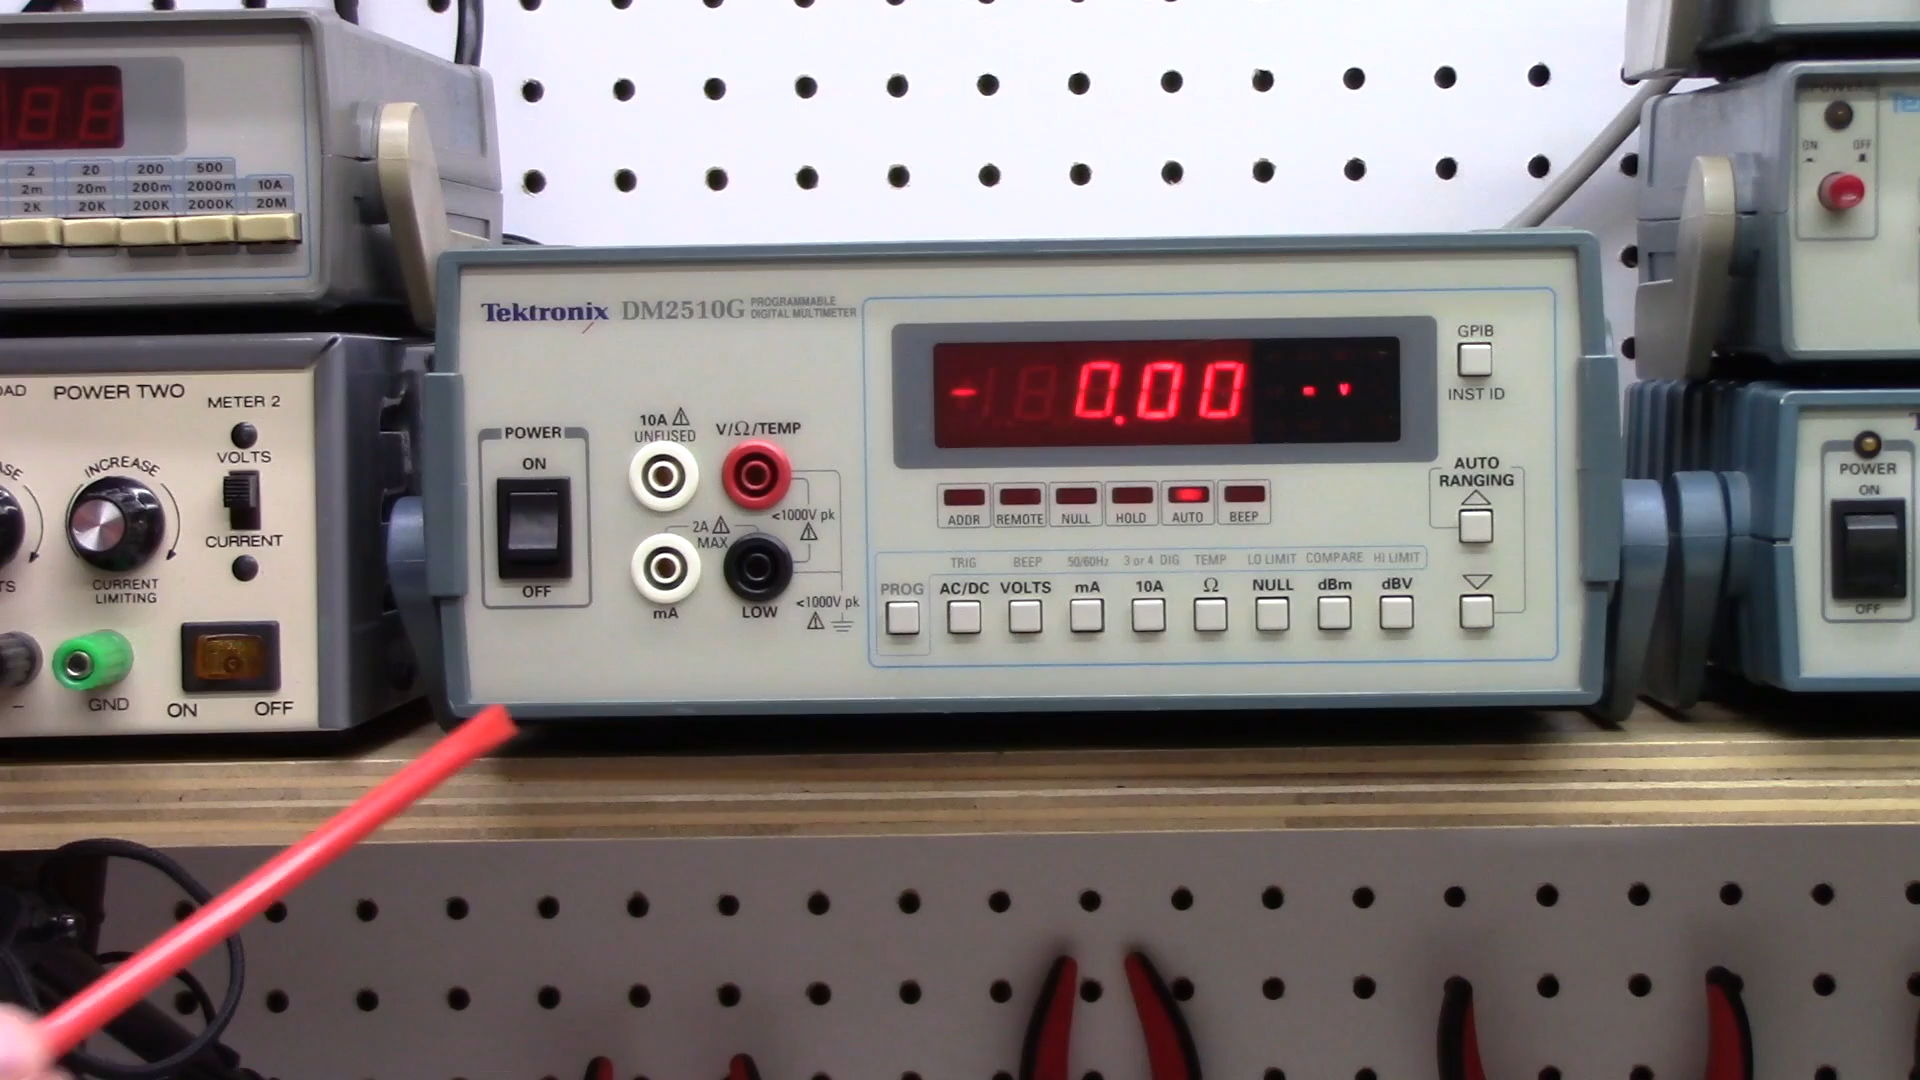 88
2 20 200 500
2m 20m 200m 2000m 10A
2K 20K 200K 2000K 20M
POWER TWO
METER 2
VOLTS
INCREASE
CURRENT
CURRENT
LIMITING
GND
ON OFF
Tektronix DM2510G PROGRAMMABLE
DIGITAL MULTIMETER
POWER
ON
OFF
10A
UNFUSED
V/Ω/TEMP
<1000V pk
2A
MAX
mA
LOW
<1000V pk
- 0.00 - v
GPIB
INST ID
AUTO
RANGING
ADDR REMOTE NULL HOLD AUTO BEEP
TRIG BEEP 50/60Hz 3 or 4 DIG TEMP LO LIMIT COMPARE HI LIMIT
PROG AC/DC VOLTS mA 10A Ω NULL dBm dBV
ON OFF
POWER
ON
OFF